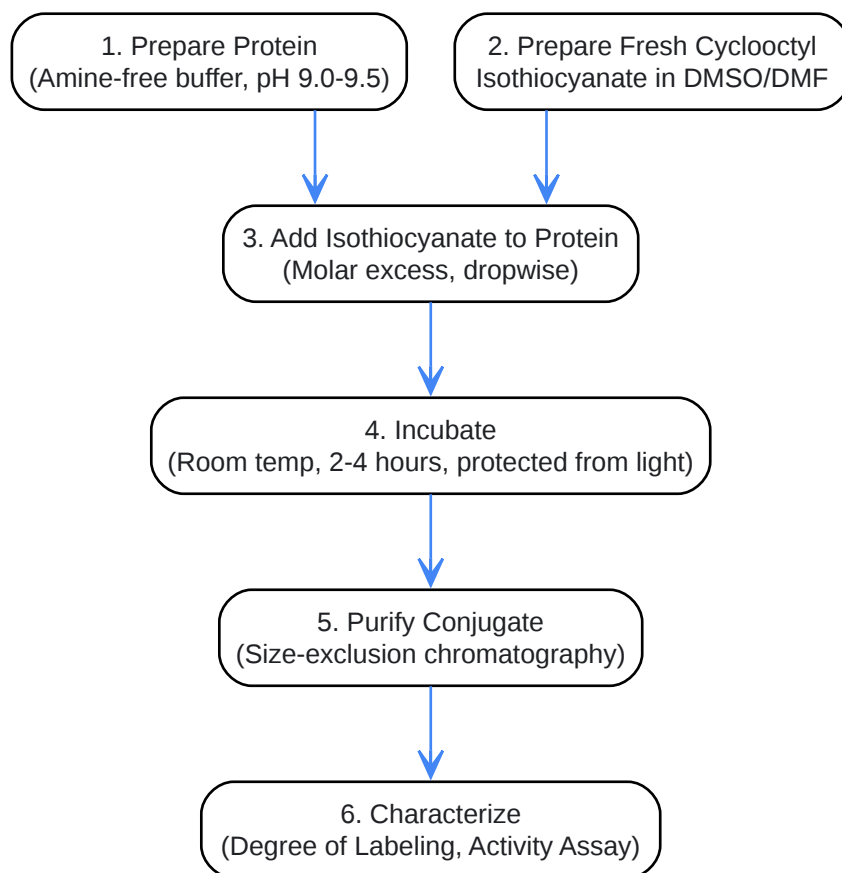 1. Prepare Protein
(Amine-free buffer, pH 9.0-9.5)
2. Prepare Fresh Cyclooctyl
Isothiocyanate in DMSO/DMF
3. Add Isothiocyanate to Protein
(Molar excess, dropwise)
4. Incubate
(Room temp, 2-4 hours, protected from light)
5. Purify Conjugate
(Size-exclusion chromatography)
6. Characterize
(Degree of Labeling, Activity Assay)